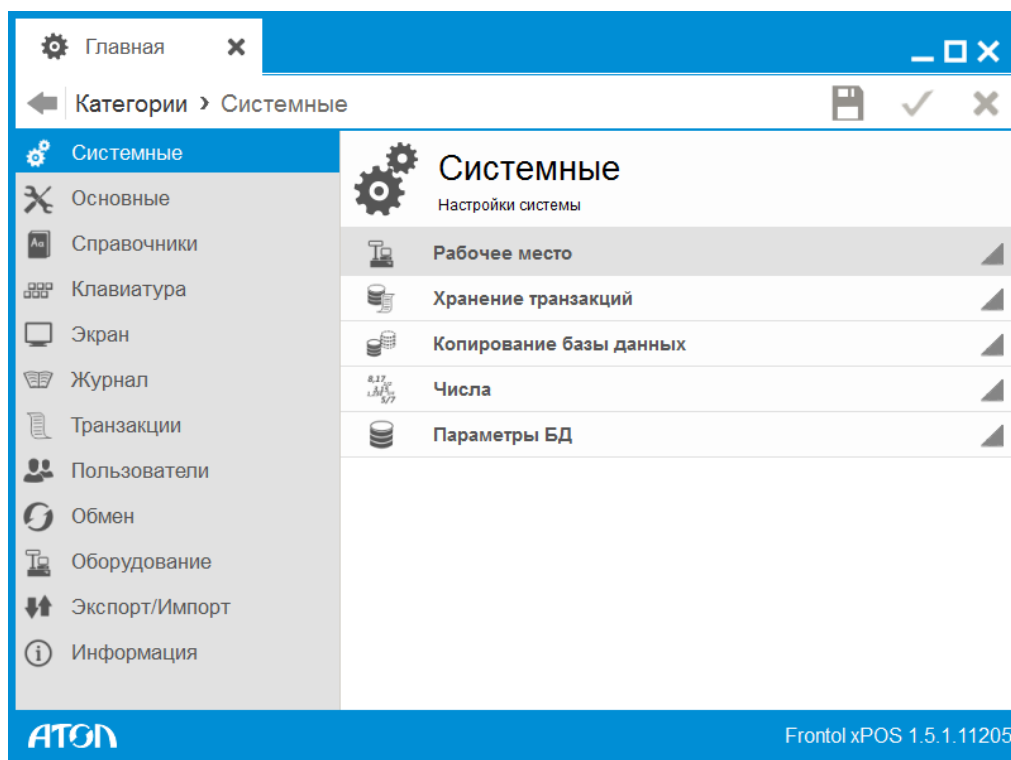 Главная
Категории › Системные
Системные
Основные
Справочники
Клавиатура
Экран
Журнал
Транзакции
Пользователи
Обмен
Оборудование
Экспорт/Импорт
Информация
Системные
Настройки системы
Рабочее место
Хранение транзакций
Копирование базы данных
Числа
Параметры БД
АТОЛ
Frontol xPOS 1.5.1.11205